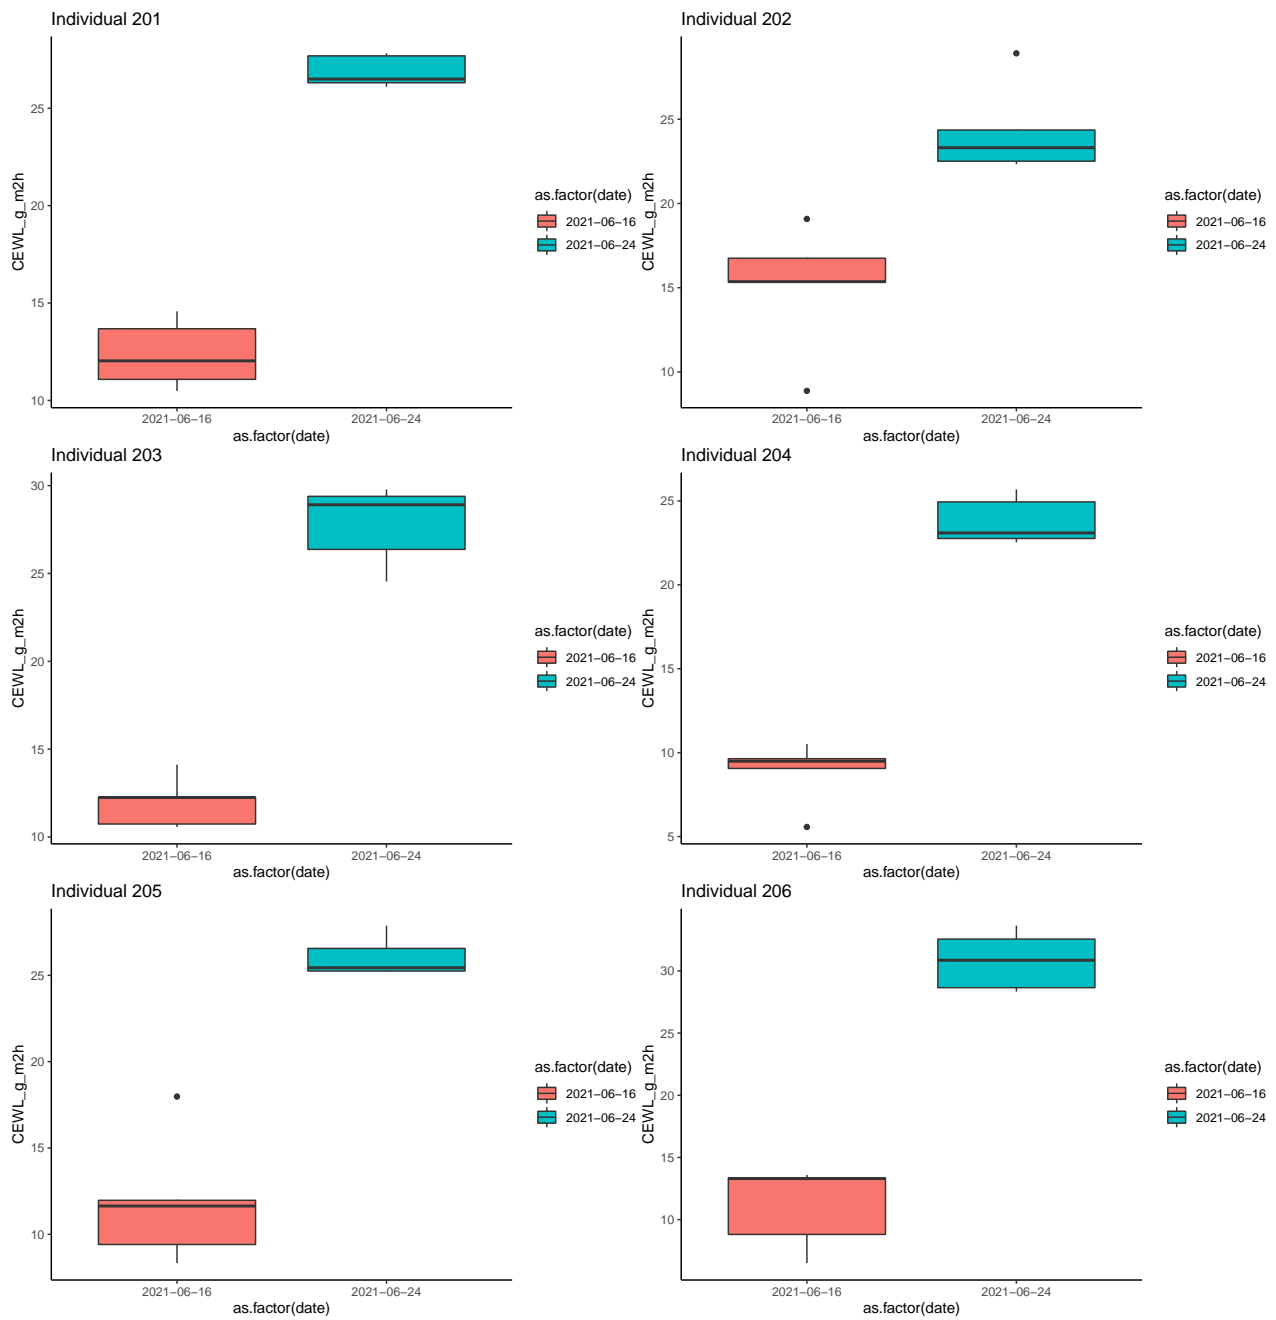 Individual 201
CEWL_g_m2h
25
20
15
10
2021-06-16
2021-06-24
as.factor(date)
as.factor(date)
2021-06-16
2021-06-24
Individual 202
CEWL_g_m2h
25
20
15
10
2021-06-16
2021-06-24
as.factor(date)
as.factor(date)
2021-06-16
2021-06-24
Individual 203
CEWL_g_m2h
30
25
20
15
10
2021-06-16
2021-06-24
as.factor(date)
as.factor(date)
2021-06-16
2021-06-24
Individual 204
CEWL_g_m2h
25
20
15
10
5
2021-06-16
2021-06-24
as.factor(date)
as.factor(date)
2021-06-16
2021-06-24
Individual 205
CEWL_g_m2h
25
20
15
10
2021-06-16
2021-06-24
as.factor(date)
as.factor(date)
2021-06-16
2021-06-24
Individual 206
CEWL_g_m2h
30
25
20
15
10
2021-06-16
2021-06-24
as.factor(date)
as.factor(date)
2021-06-16
2021-06-24